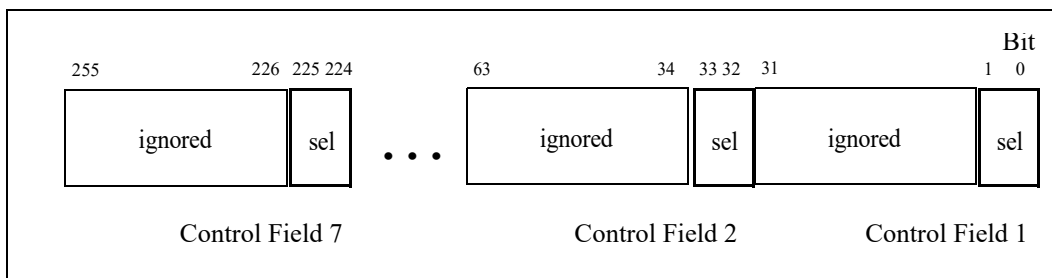 Bit
255 226 225 224 63 34 33 32 31 1 0
ignored sel . . . ignored sel ignored sel
Control Field 7 Control Field 2 Control Field 1